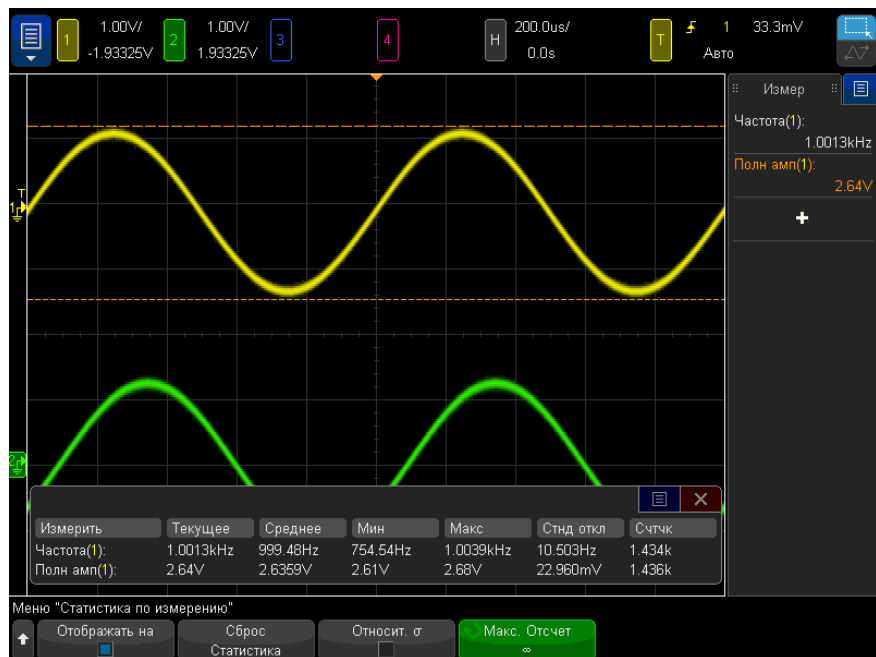 1 1.00V/ 2 1.00V/ 3 4 H 200.0us/ T 1 33.3mV
-1.93325V 1.93325V 0.0s Авто
Измер
Частота(1):
1.0013kHz
Полн амп(1):
2.64V
+
T
1
2
Измерить Текущее Среднее Мин Макс Стнд откл Счтчк
Частота(1): 1.0013kHz 999.48Hz 754.54Hz 1.0039kHz 10.503Hz 1.434k
Полн амп(1): 2.64V 2.6359V 2.61V 2.68V 22.960mV 1.436k
Меню "Статистика по измерению"
Отображать на Сброс Относит. σ Макс. Отсчет
Статистика ∞